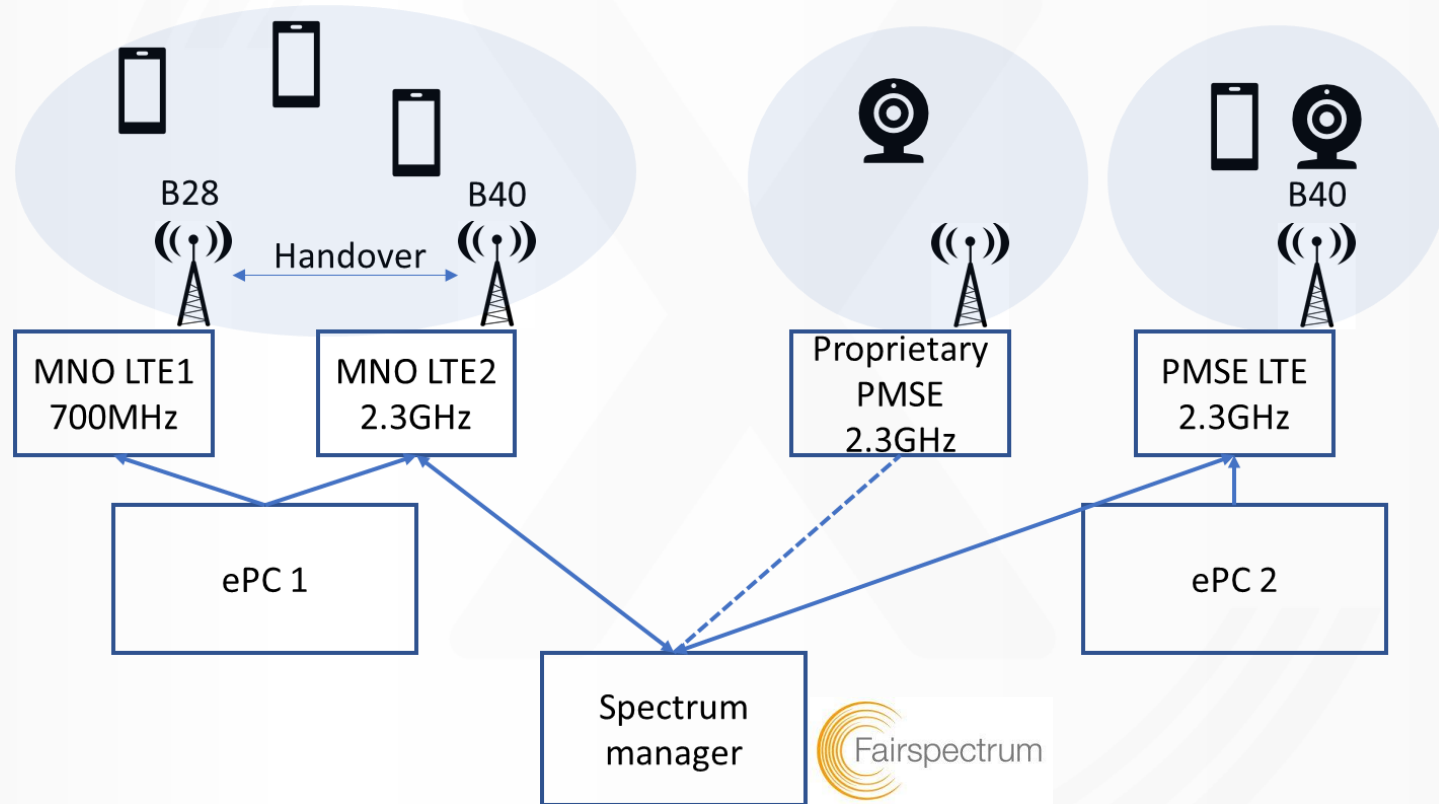 B28
B40
B40
Handover
MNO LTE1
700MHz
MNO LTE2
2.3GHz
Proprietary
PMSE
2.3GHz
PMSE LTE
2.3GHz
ePC 1
ePC 2
Spectrum
manager
Fairspectrum